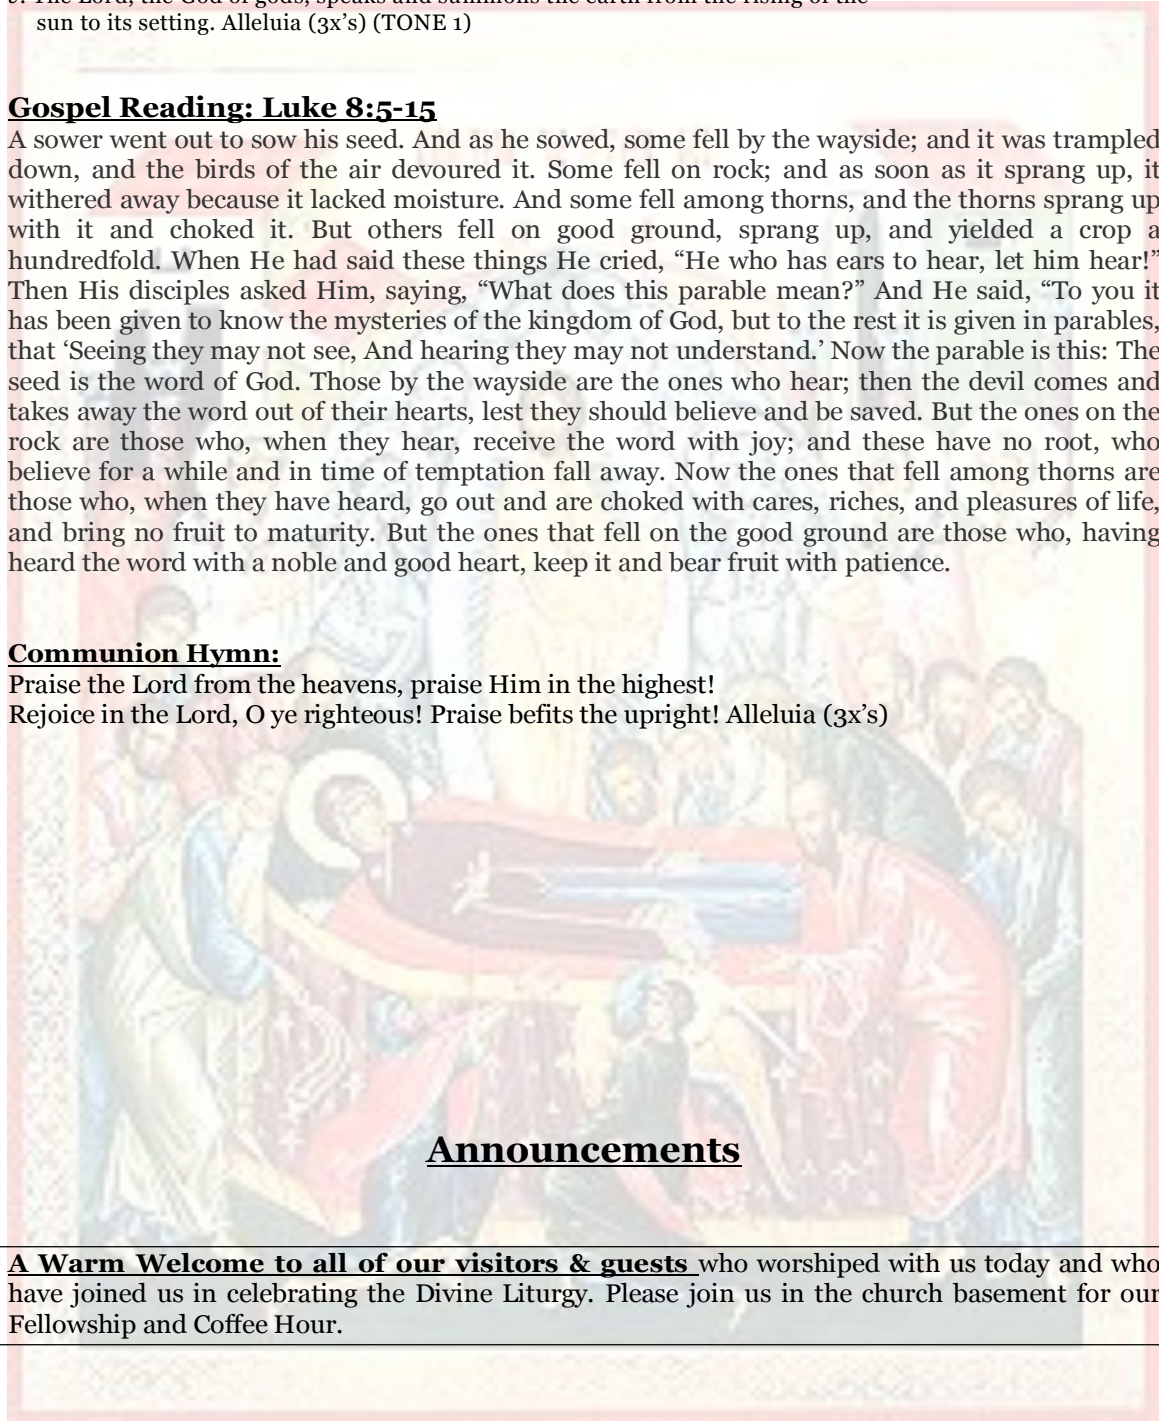 The Lord, the God of gods, speaks and summons the earth from the rising of the
sun to its setting. Alleluia (3x's) (TONE 1)
Gospel Reading: Luke 8:5-15
A sower went out to sow his seed. And as he sowed, some fell by the wayside; and it was trampled
down, and the birds of the air devoured it. Some fell on rock; and as soon as it sprang up, it
withered away because it lacked moisture. And some fell among thorns, and the thorns sprang up
with it and choked it. But others fell on good ground, sprang up, and yielded a crop a
hundredfold. When He had said these things He cried, “He who has ears to hear, let him hear!”
Then His disciples asked Him, saying, “What does this parable mean?” And He said, “To you it
has been given to know the mysteries of the kingdom of God, but to the rest it is given in parables,
that ‘Seeing they may not see, And hearing they may not understand.’ Now the parable is this: The
seed is the word of God. Those by the wayside are the ones who hear; then the devil comes and
takes away the word out of their hearts, lest they should believe and be saved. But the ones on the
rock are those who, when they hear, receive the word with joy; and these have no root, who
believe for a while and in time of temptation fall away. Now the ones that fell among thorns are
those who, when they have heard, go out and are choked with cares, riches, and pleasures of life,
and bring no fruit to maturity. But the ones that fell on the good ground are those who, having
heard the word with a noble and good heart, keep it and bear fruit with patience.
Communion Hymn:
Praise the Lord from the heavens, praise Him in the highest!
Rejoice in the Lord, O ye righteous! Praise befits the upright! Alleluia (3x’s)
Announcements
A Warm Welcome to all of our visitors & guests who worshiped with us today and who
have joined us in celebrating the Divine Liturgy. Please join us in the church basement for our
Fellowship and Coffee Hour.